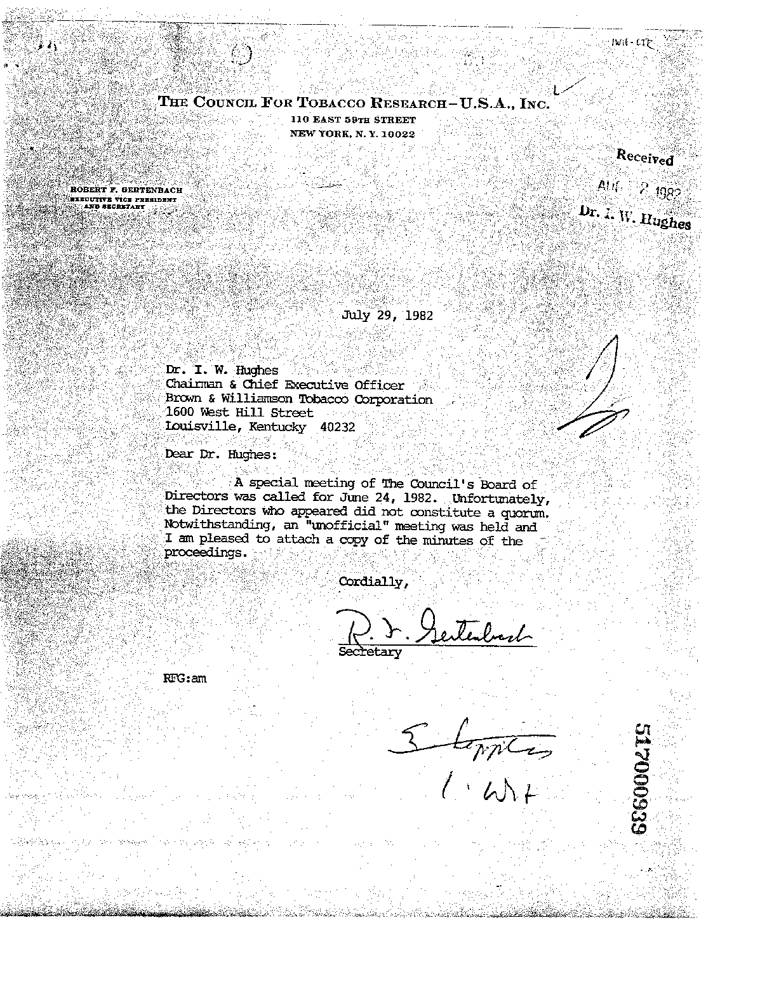 IWH-CTR
THE COUNCIL FOR TOBACCO RESEARCH-U.S.A., INC.
110 EAST 59TH STREET
NEW YORK, N. Y. 10022
Received
AUG 2 1982
Dr. I. W. Hughes
ROBERT F. GERTENBACH
EXECUTIVE VICE PRESIDENT
AND SECRETARY
July 29, 1982
Dr. I. W. Hughes
Chairman & Chief Executive Officer
Brown & Williamson Tobacco Corporation
1600 West Hill Street
Louisville, Kentucky 40232
Dear Dr. Hughes:
A special meeting of The Council's Board of
Directors was called for June 24, 1982. Unfortunately,
the Directors who appeared did not constitute a quorum.
Notwithstanding, an "unofficial" meeting was held and
I am pleased to attach a copy of the minutes of the
proceedings.
Cordially,
R. F. Gertenbach
Secretary
RFG:am
517000939